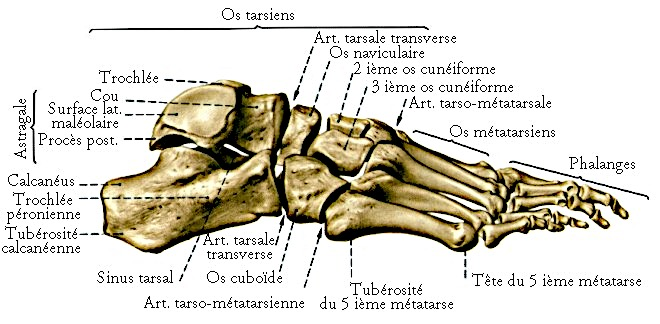 Os tarsiens
Art. tarsale transverse
Os naviculaire
2 ième os cunéiforme
3 ième os cunéiforme
Art. tarso-métatarsale
Os métatarsiens
Phalanges
Trochlée
Cou
Surface lat.
maléolaire
Procès post.
Astragale
Calcanéus
Trochlée
péronienne
Tubérosité
calcanéenne
Sinus tarsal
Art. tarsale
transverse
Os cuboïde
Art. tarso-métatarsienne
Tubérosité
du 5 ième métatarse
Tête du 5 ième métatarse